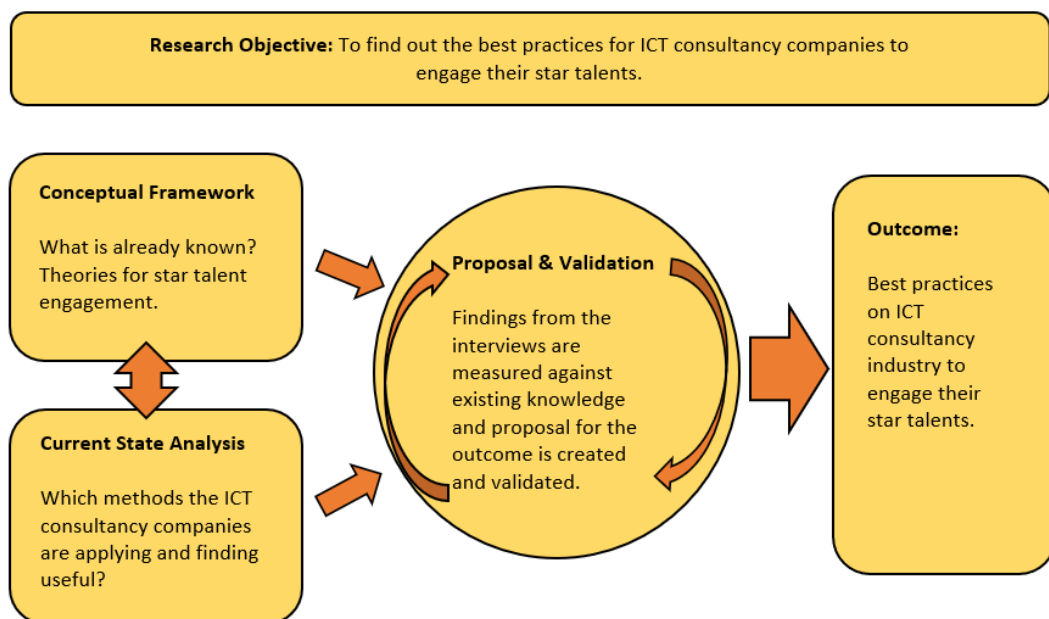 Research Objective: To find out the best practices for ICT consultancy companies to
engage their star talents.
Conceptual Framework
What is already known?
Theories for star talent
engagement.
Current State Analysis
Which methods the ICT
consultancy companies
are applying and finding
useful?
Proposal & Validation
Findings from the
interviews are
measured against
existing knowledge
and proposal for the
outcome is created
and validated.
Outcome:
Best practices
on ICT
consultancy
industry to
engage their
star talents.